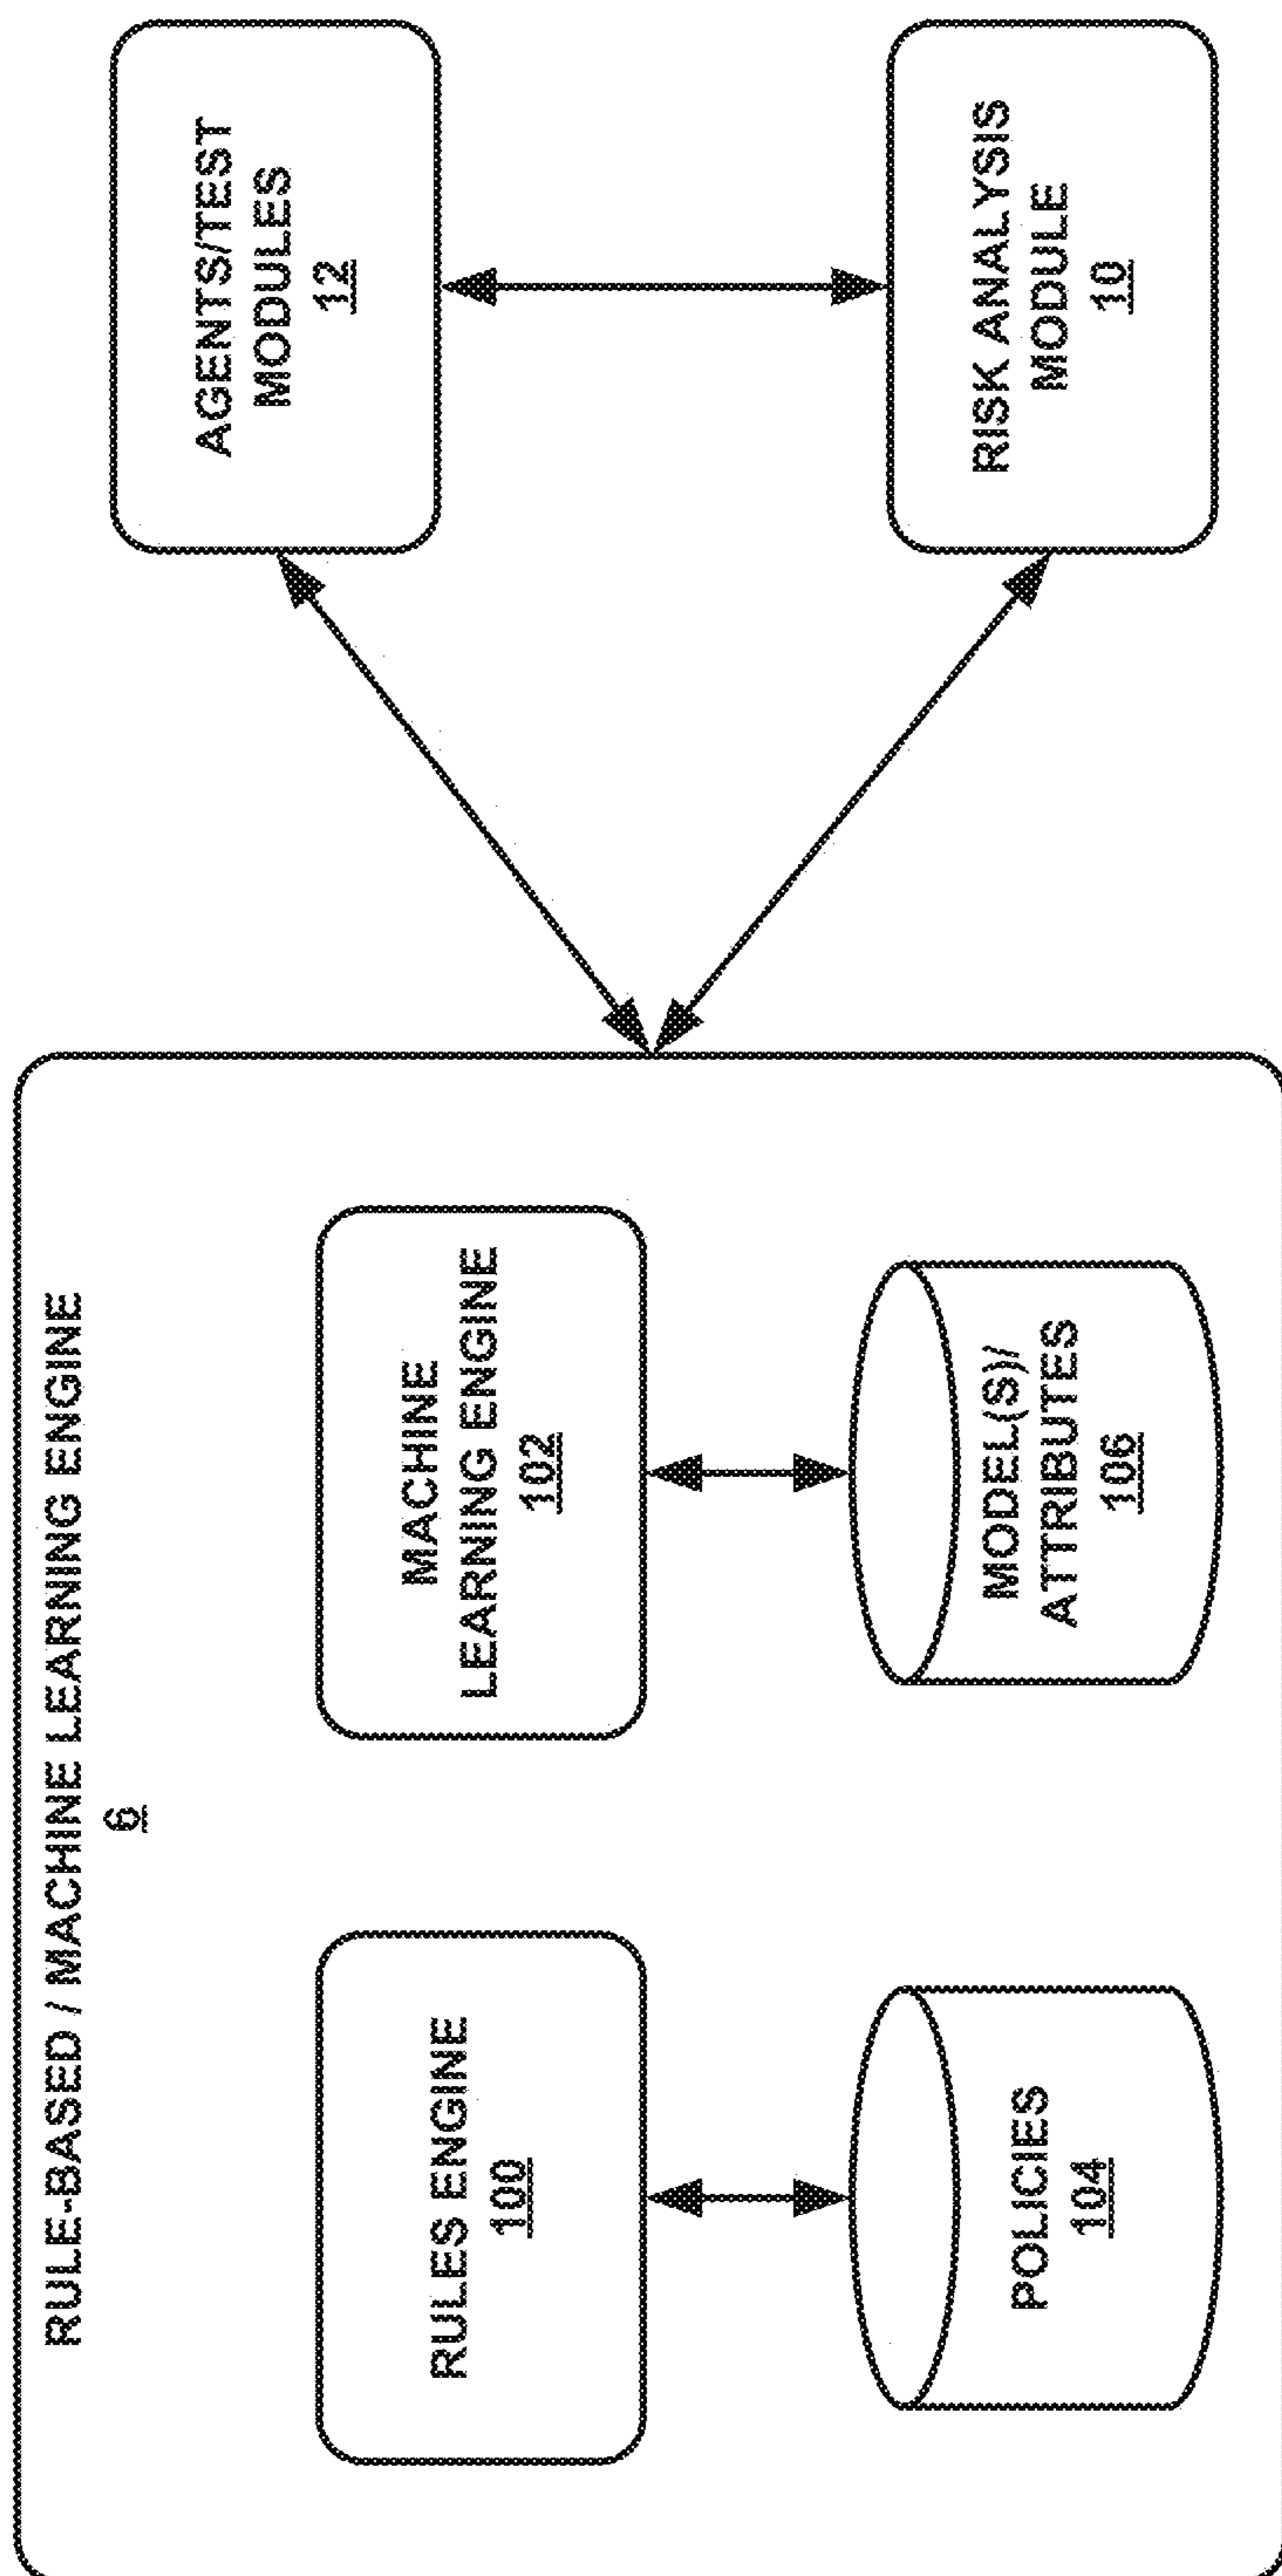 RULE-BASED / MACHINE LEARNING ENGINE
6
RULES ENGINE
100
POLICIES
104
MACHINE
LEARNING ENGINE
102
MODEL(S)/
ATTRIBUTES
106
AGENTS/TEST
MODULES
12
RISK ANALYSIS
MODULE
10